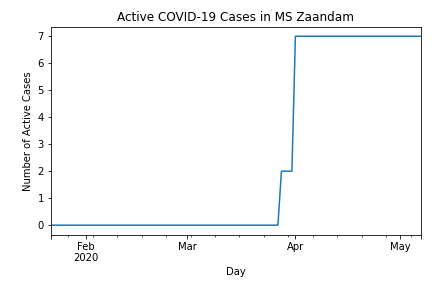 Active COVID-19 Cases in MS Zaandam
Number of Active Cases
7
6
5
4
3
2
1
0
Feb
2020
Mar
Apr
May
Day